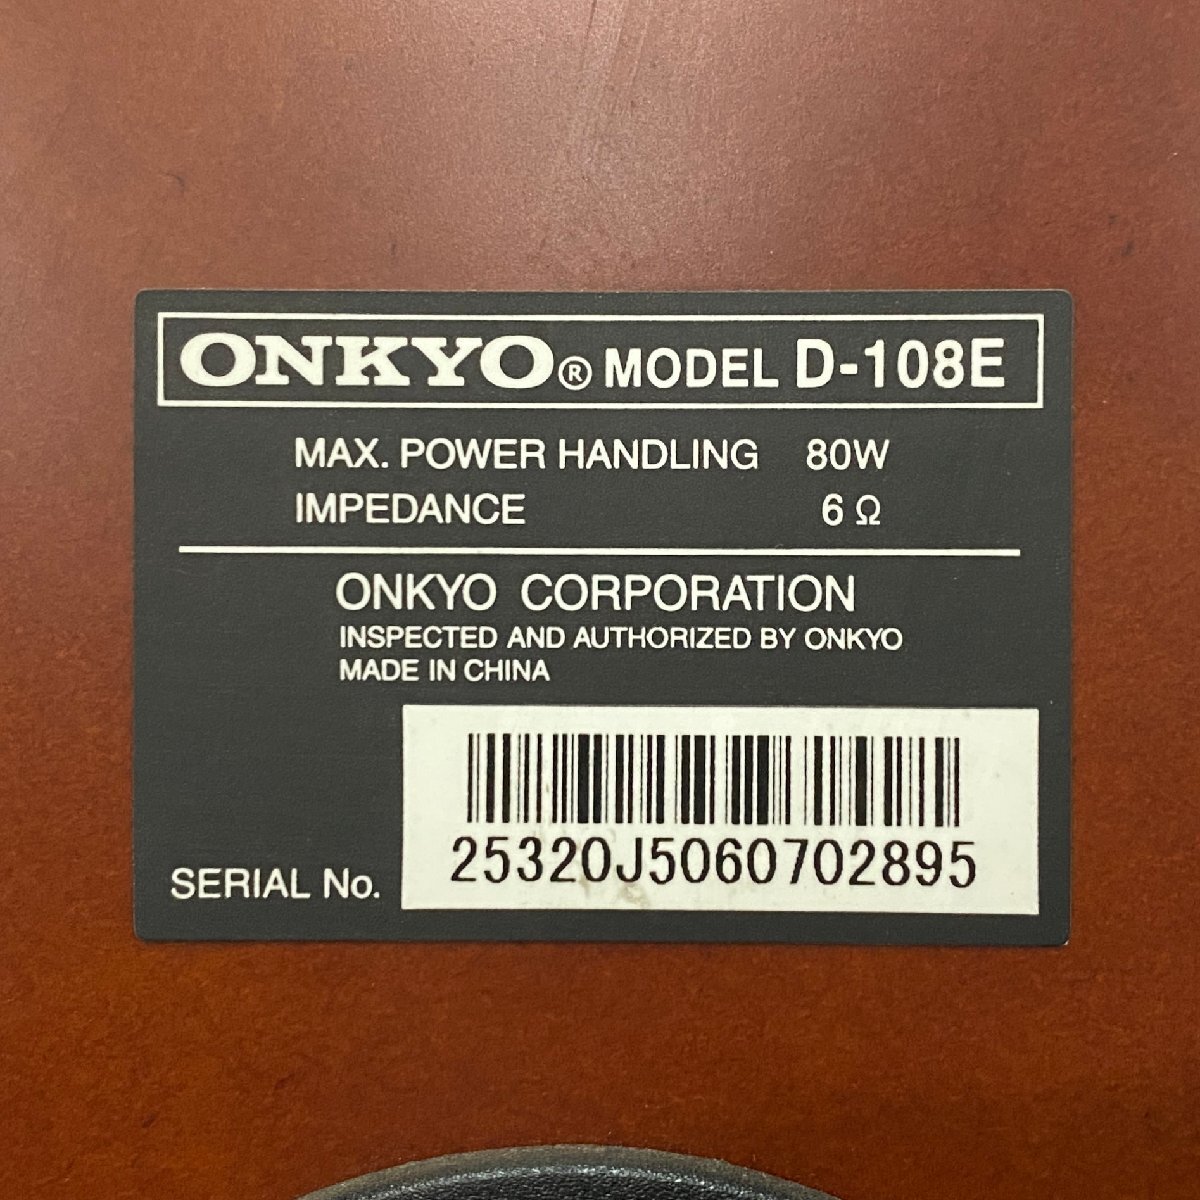 ONKYO® MODEL D-108E
MAX. POWER HANDLING 80W
IMPEDANCE 6 Ω
ONKYO CORPORATION
INSPECTED AND AUTHORIZED BY ONKYO
MADE IN CHINA
SERIAL No. 25320J5060702895